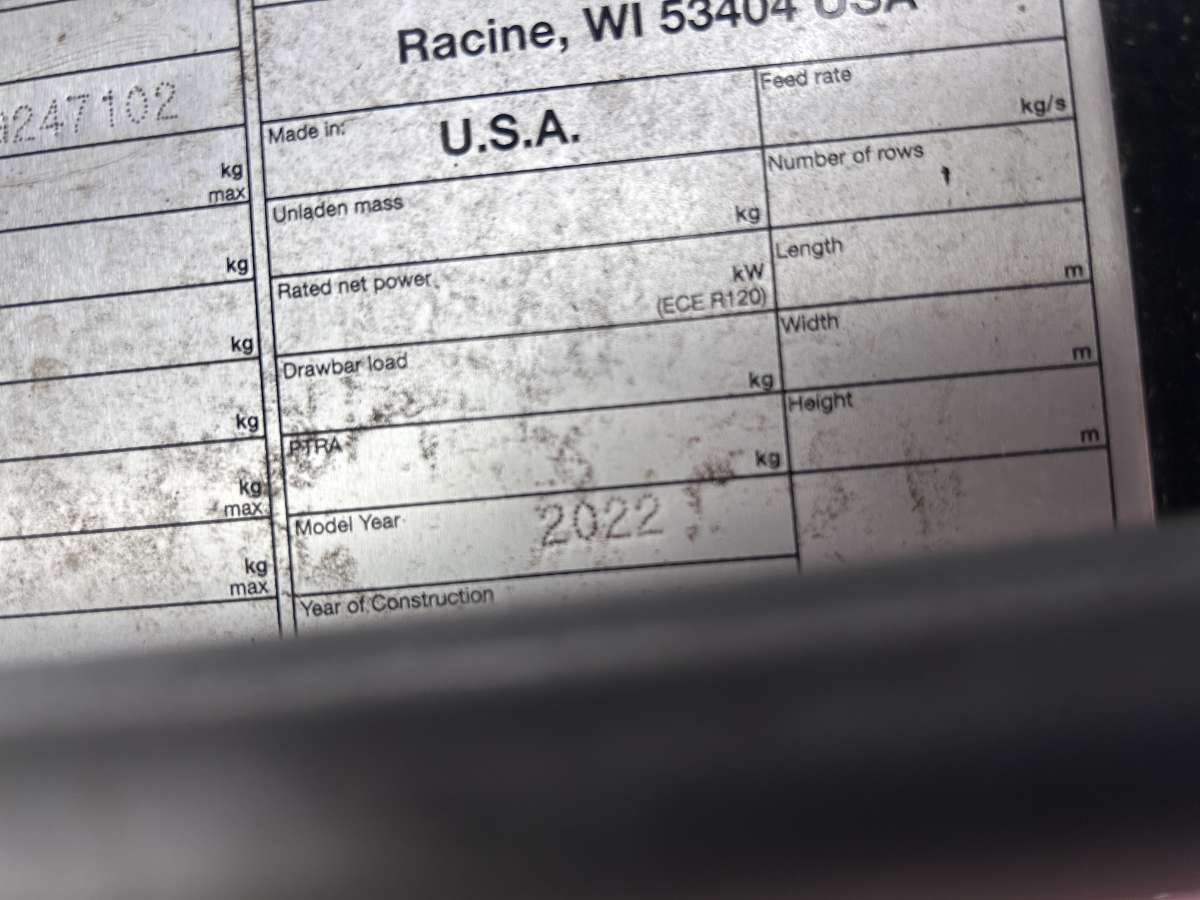 Racine, WI 53404 USA
247102
kg
max
kg
kg
kg
kg
max
kg
max
Made in: U.S.A.
Unladen mass
kg
Rated net power
kW
(ECE R120)
Drawbar load
kg
PTRA
kg
Model Year 2022
Year of Construction
Feed rate
kg/s
Number of rows
Length
m
Width
m
Height
m